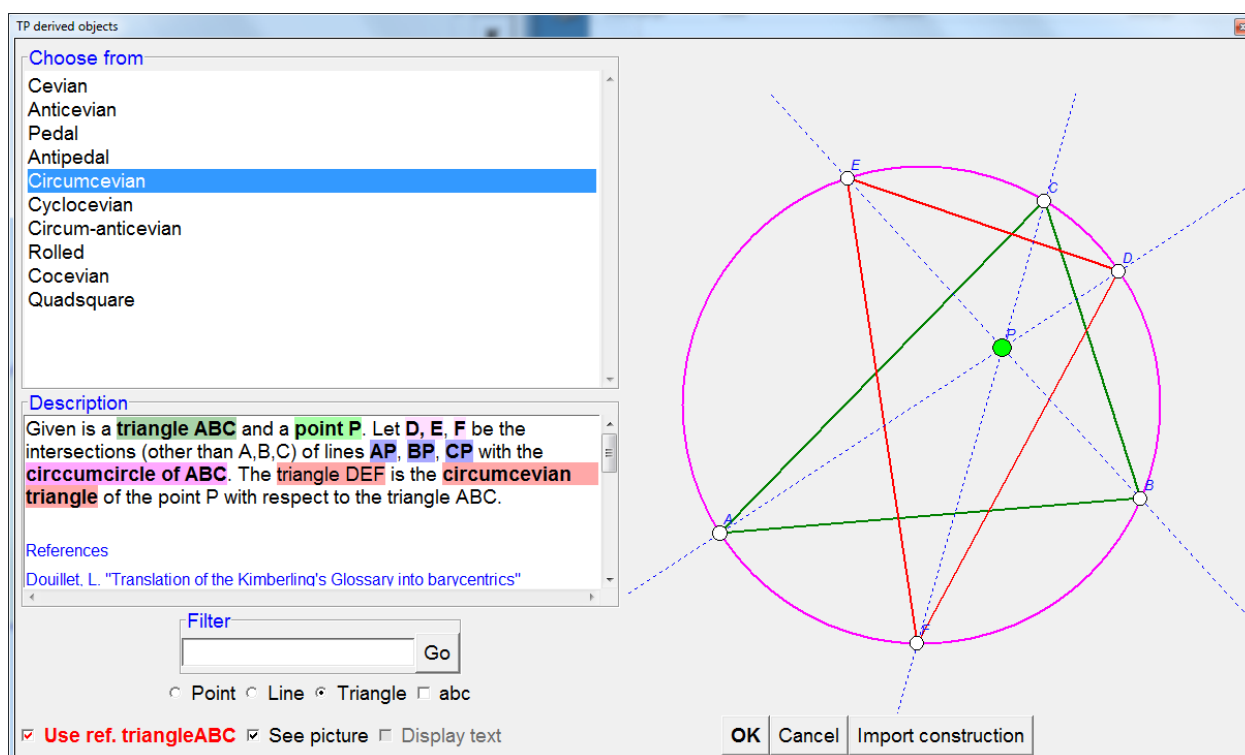 TP derived objects
Choose from
Cevian
Anticevian
Pedal
Antipedal
Circumcevian
Cyclocevian
Circum-anticevian
Rolled
Cocevian
Quadsquare
Description
Given is a triangle ABC and a point P. Let D, E, F be the
intersections (other than A,B,C) of lines AP, BP, CP with the
circcumcircle of ABC. The triangle DEF is the circumcevian
triangle of the point P with respect to the triangle ABC.
References
Douillet, L. "Translation of the Kimberling's Glossary into barycentrics"
Filter
Go
Point Line Triangle abc
Use ref. triangleABC See picture Display text
E
C
D
P
B
A
F
OK Cancel Import construction